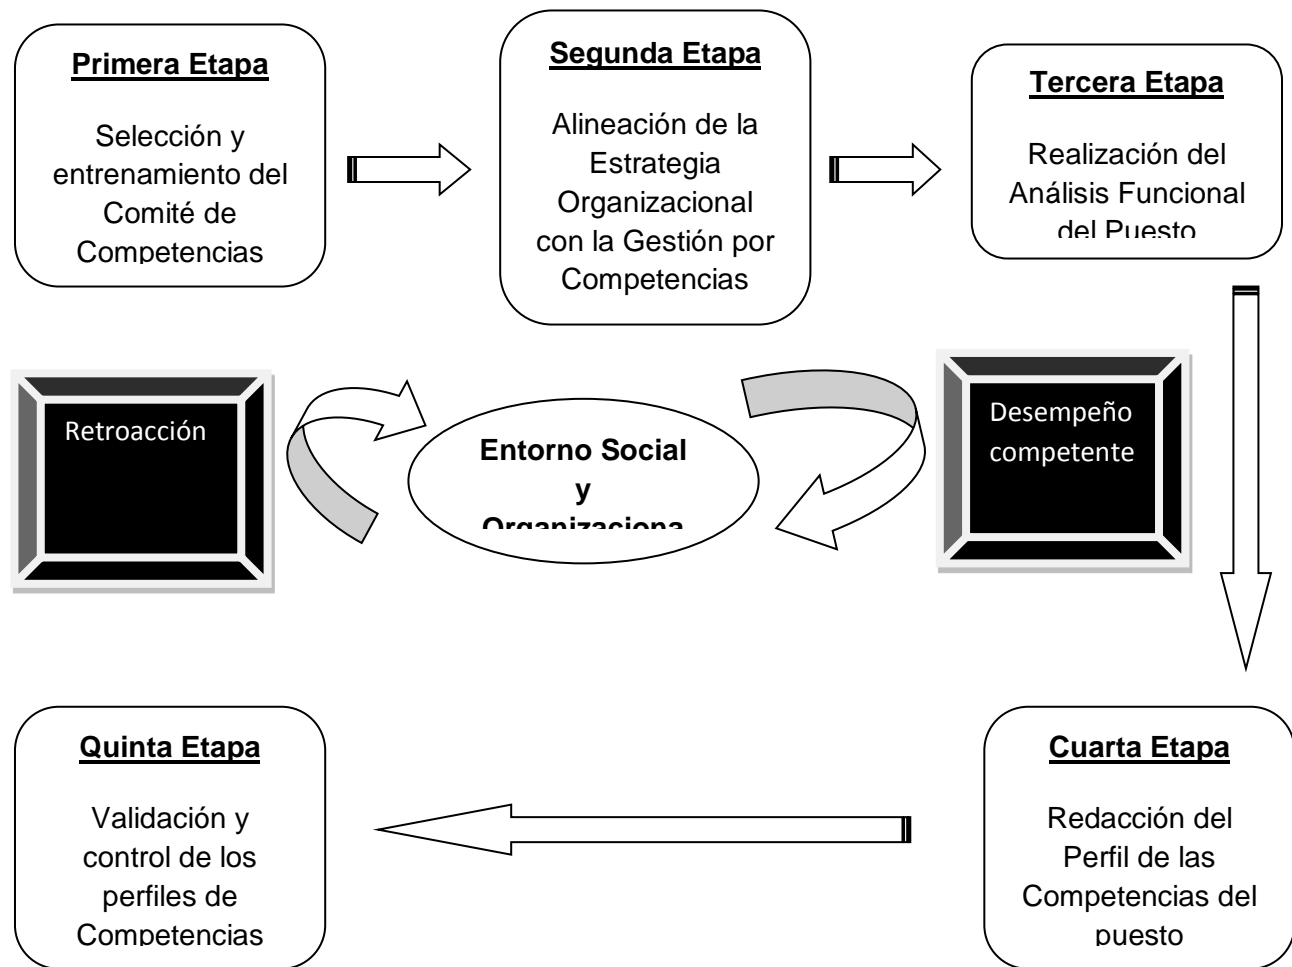 Primera Etapa
Selección y
entrenamiento del
Comité de
Competencias
Segunda Etapa
Alineación de la
Estrategia
Organizacional
con la Gestión por
Competencias
Tercera Etapa
Realización del
Análisis Funcional
del Puesto
Retroacción
Entorno Social
y
Organizaciona
Desempeño
competente
Quinta Etapa
Validación y
control de los
perfiles de
Competencias
Cuarta Etapa
Redacción del
Perfil de las
Competencias del
puesto